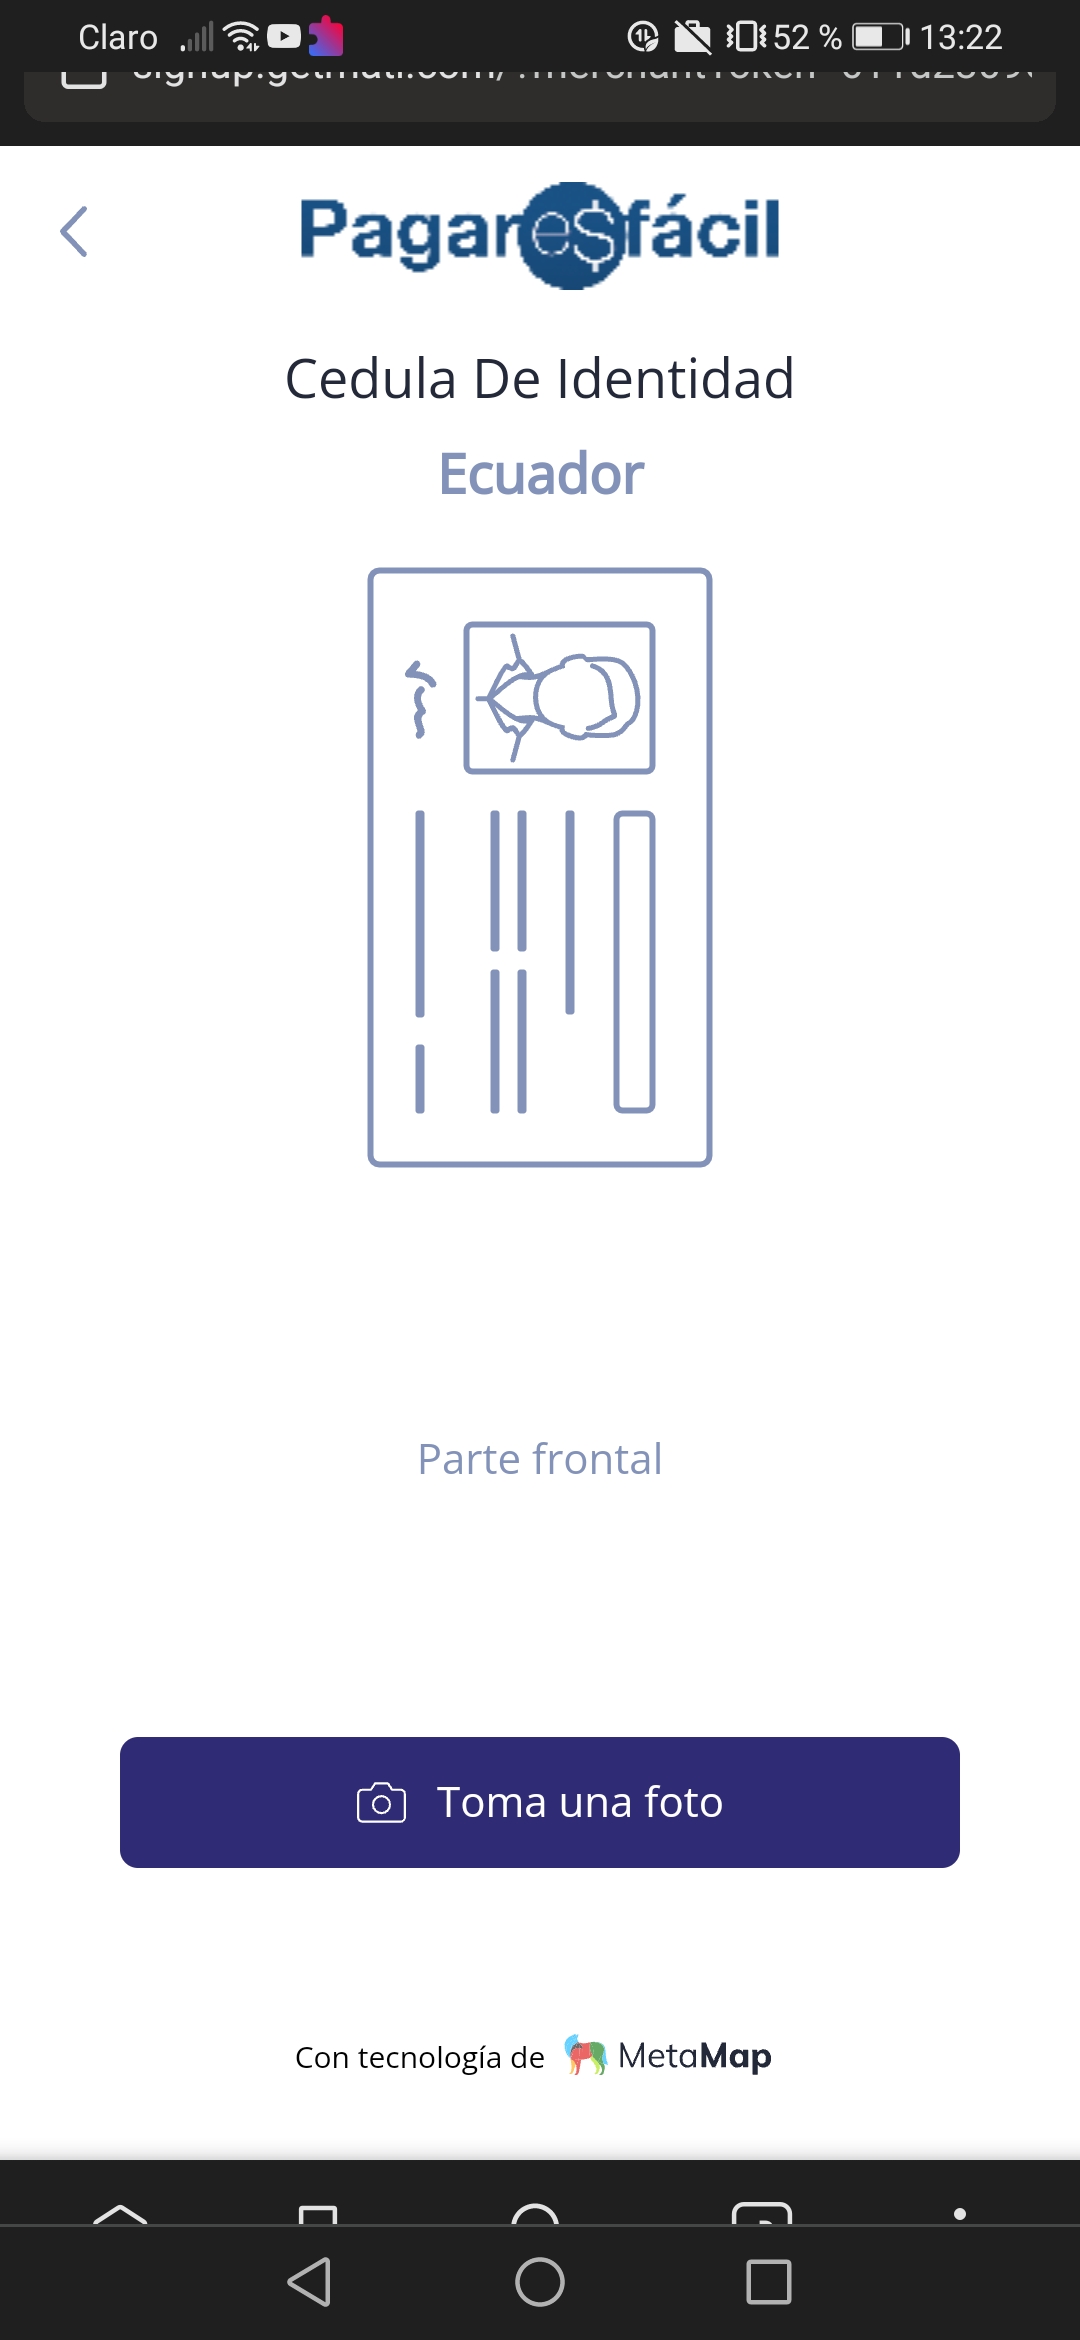 Claro 52 % 13:22
Pagar e$ fácil
Cedula De Identidad
Ecuador
Parte frontal
Toma una foto
Con tecnología de MetaMap